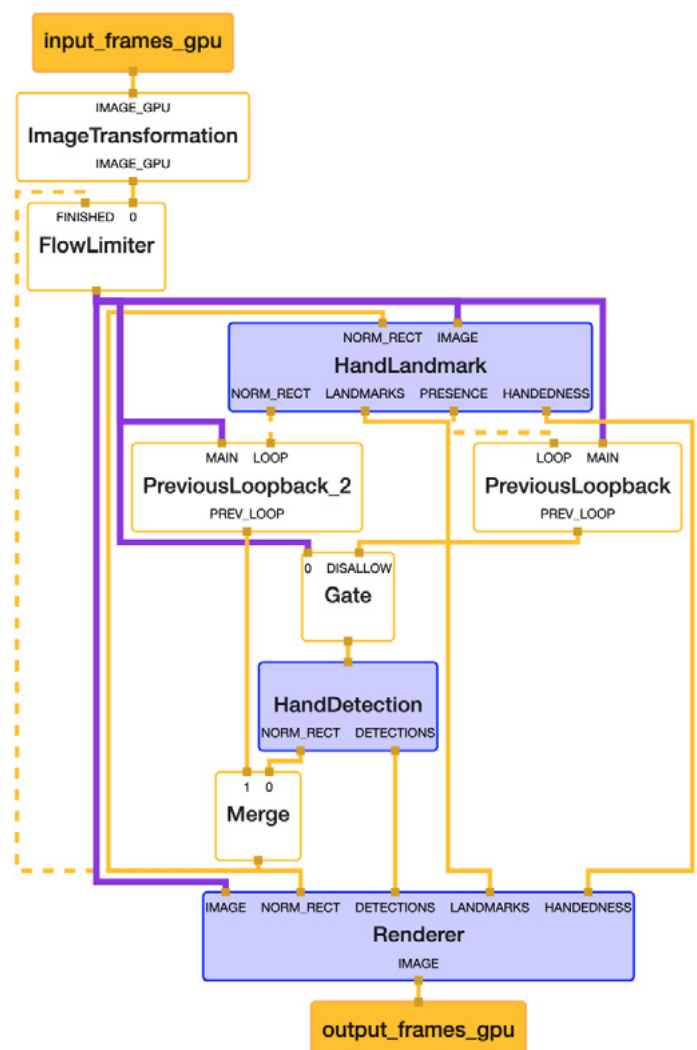 input_frames_gpu
IMAGE_GPU
ImageTransformation
IMAGE_GPU
FINISHED 0
FlowLimiter
NORM_RECT IMAGE
HandLandmark
NORM_RECT LANDMARKS PRESENCE HANDEDNESS
MAIN LOOP
PreviousLoopback_2
PREV_LOOP
LOOP MAIN
PreviousLoopback
PREV_LOOP
0 DISALLOW
Gate
HandDetection
NORM_RECT DETECTIONS
1 0
Merge
IMAGE NORM_RECT DETECTIONS LANDMARKS HANDEDNESS
Renderer
IMAGE
output_frames_gpu